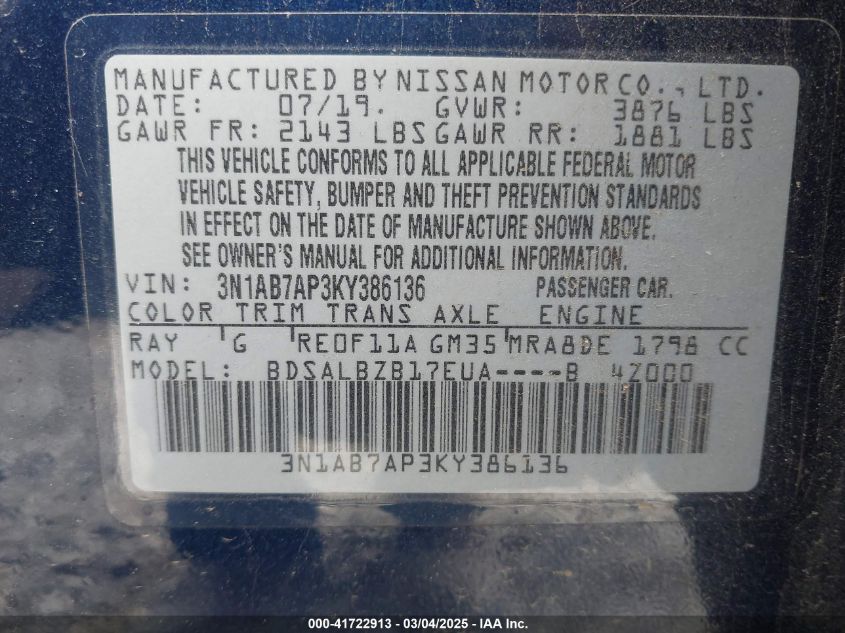 MANUFACTURED BY NISSAN MOTOR CO., LTD.
DATE: 07/19. GVWR: 3876 LBS
GAWR FR: 2143 LBS GAWR RR: 1881 LBS
THIS VEHICLE CONFORMS TO ALL APPLICABLE FEDERAL MOTOR
VEHICLE SAFETY, BUMPER AND THEFT PREVENTION STANDARDS
IN EFFECT ON THE DATE OF MANUFACTURE SHOWN ABOVE.
SEE OWNER'S MANUAL FOR ADDITIONAL INFORMATION.
VIN: 3N1AB7AP3KY386136 PASSENGER CAR.
COLOR TRIM TRANS AXLE ENGINE
RAY G RE0F11A GM35 MRA8DE 1798 CC
MODEL: BDSALBZB17EUA----B 4Z000
3N1AB7AP3KY386136
000-41722913 - 03/04/2025 - IAAI.com